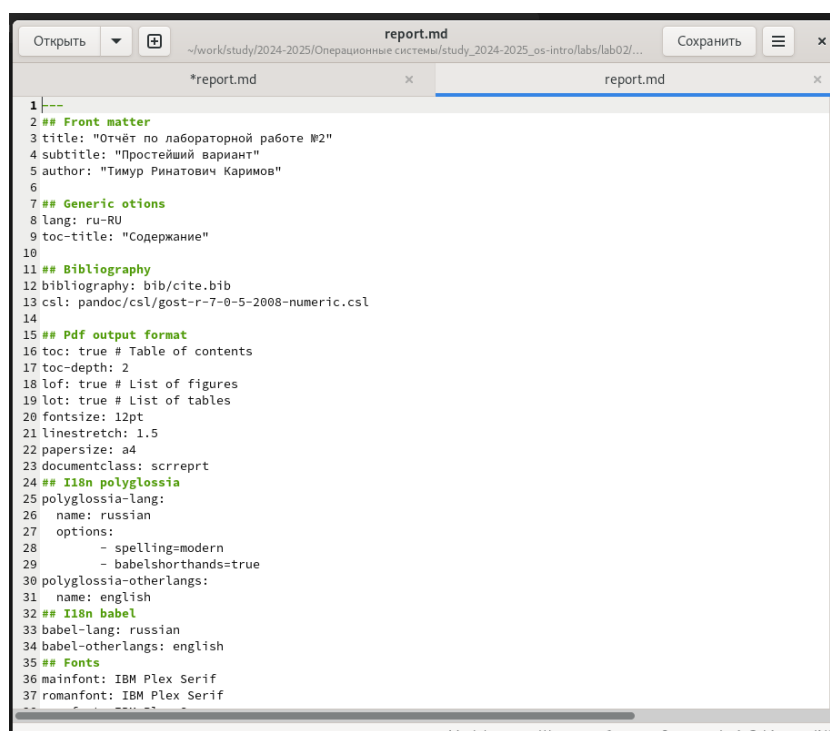 Открыть
report.md
~/work/study/2024-2025/Операционные системы/study_2024-2025_os-intro/labs/lab02/...
Сохранить
*report.md
report.md
1 ---
2 ## Front matter
3 title: "Отчёт по лабораторной работе №2"
4 subtitle: "Простейший вариант"
5 author: "Тимур Ринатович Каримов"
6
7 ## Generic otions
8 lang: ru-RU
9 toc-title: "Содержание"
10
11 ## Bibliography
12 bibliography: bib/cite.bib
13 csl: pandoc/csl/gost-r-7-0-5-2008-numeric.csl
14
15 ## Pdf output format
16 toc: true # Table of contents
17 toc-depth: 2
18 lof: true # List of figures
19 lot: true # List of tables
20 fontsize: 12pt
21 linestretch: 1.5
22 papersize: a4
23 documentclass: scrreprt
24 ## I18n polyglossia
25 polyglossia-lang:
26   name: russian
27   options:
28         - spelling=modern
29         - babelshorthands=true
30 polyglossia-otherlangs:
31   name: english
32 ## I18n babel
33 babel-lang: russian
34 babel-otherlangs: english
35 ## Fonts
36 mainfont: IBM Plex Serif
37 romanfont: IBM Plex Serif